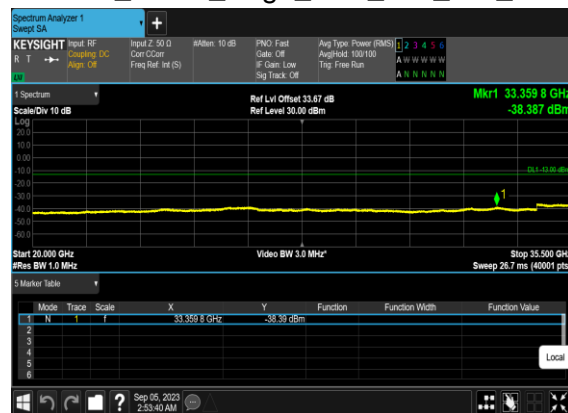 Spectrum Analyzer 1
Swept SA
KEYSIGHT Input: RF Input Z: 50 Ω #Atten: 10 dB PNO: Fast Avg Type: Power (RMS) 1 2 3 4 5 6
R T Coupling: DC Corr CCorr Gate: Off Avg|Hold: 100/100 A W W W W W
Align: Off Freq Ref: Int (S) IF Gain: Low Trig: Free Run
Sig Track: Off A N N N N N
1 Spectrum Ref Lvl Offset 33.67 dB Mkr1 33.359 8 GHz
Scale/Div 10 dB Ref Level 30.00 dBm -38.387 dBm
Log
20.0
10.0
0.00
-10.0
DL1 -13.00 dBm
-20.0
-30.0
1
-40.0
-50.0
-60.0
Start 20.000 GHz Video BW 3.0 MHz* Stop 35.500 GHz
#Res BW 1.0 MHz Sweep 26.7 ms (40001 pts)
5 Marker Table
Mode Trace Scale X Y Function Function Width Function Value
1 N 1 f 33.359 8 GHz -38.39 dBm
2
3
4
5
6
Local
? Sep 05, 2023
2:53:40 AM